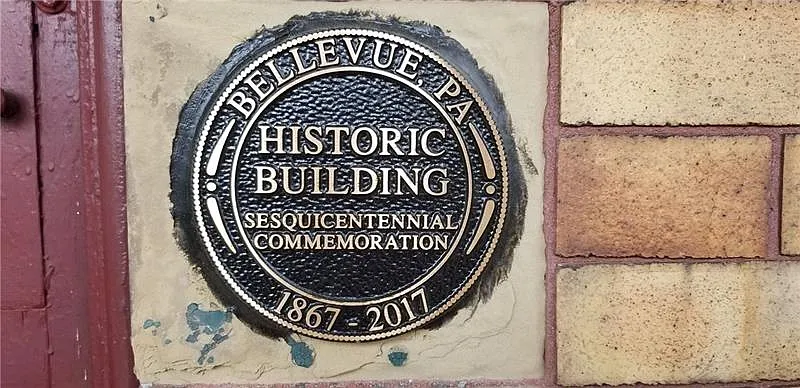 BELLEVUE, PA
HISTORIC
BUILDING
SESQUICENTENNIAL
COMMEMORATION
1867 - 2017